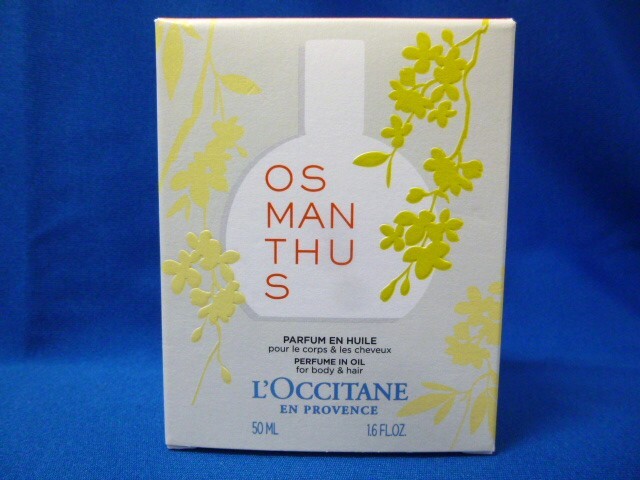 OS
MAN
THU
S
PARFUM EN HUILE
pour le corps & les cheveux
PERFUME IN OIL
for body & hair
L'OCCITANE
EN PROVENCE
50 ML 1.6 FL.OZ.